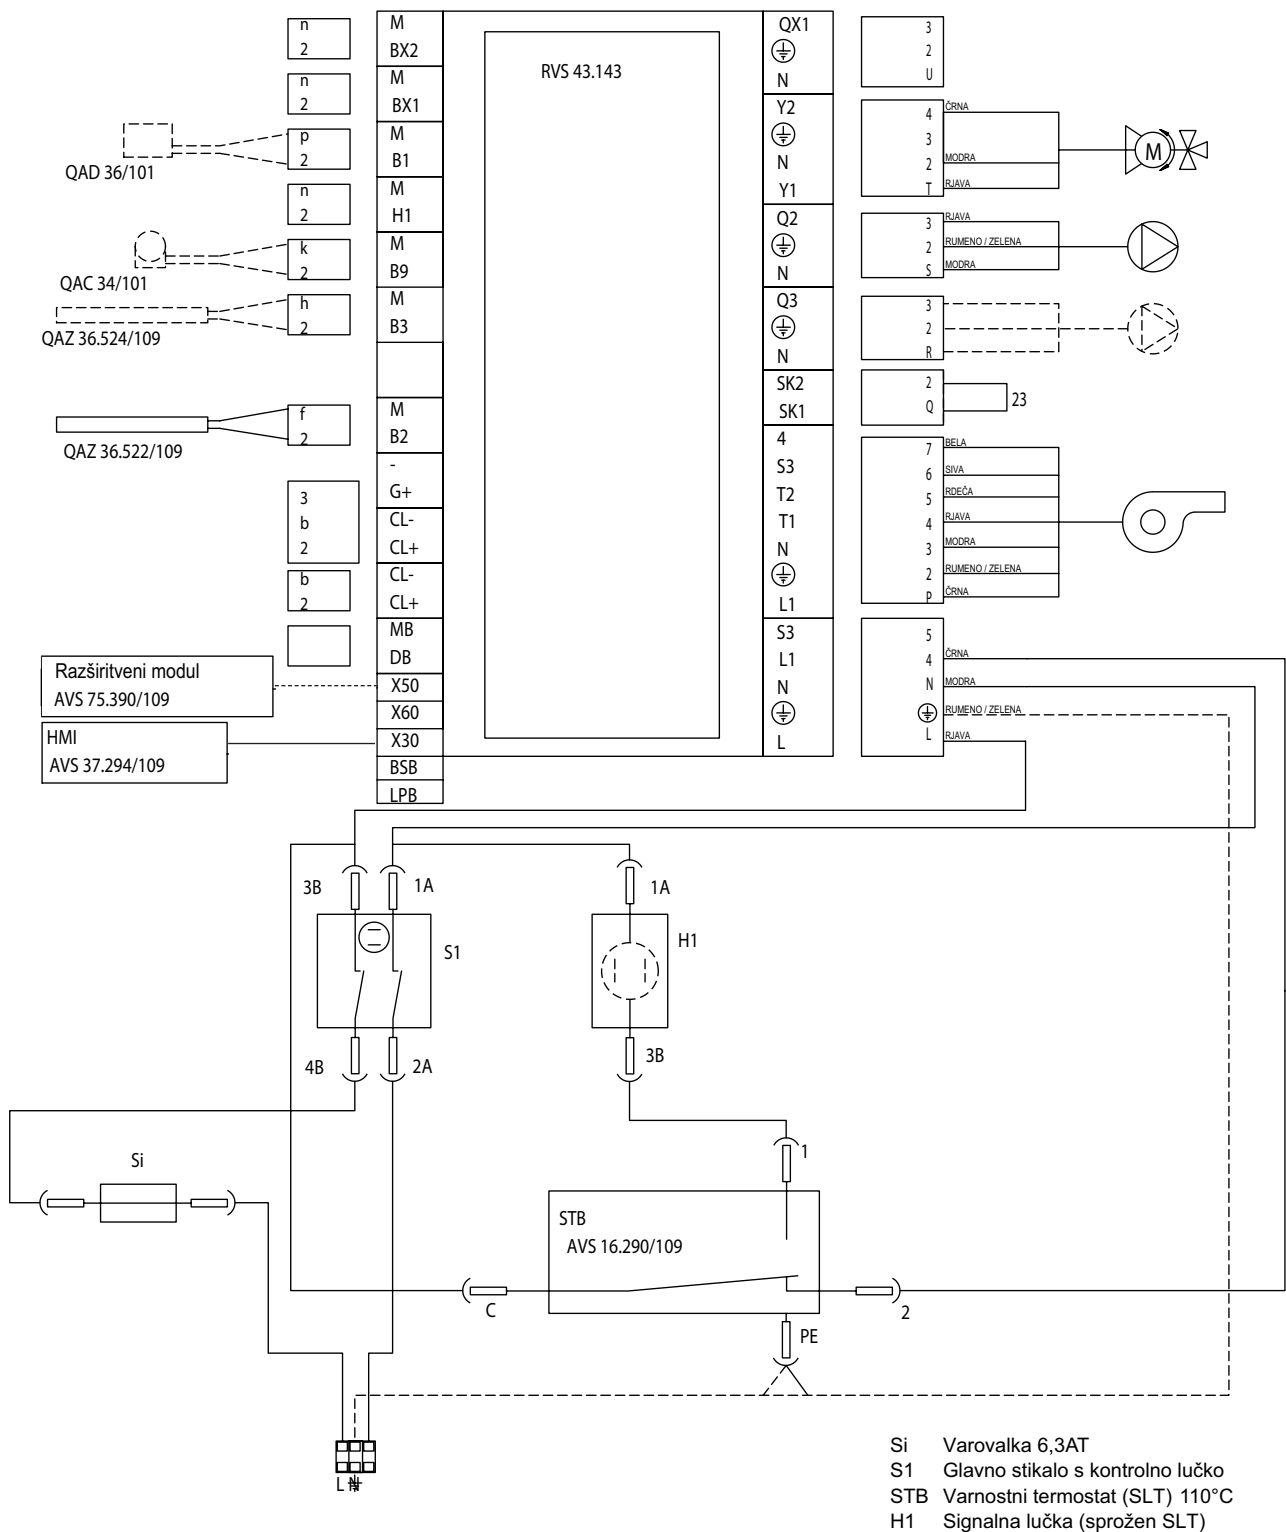 n
2
n
2
p
2
QAD 36/101
n
2
k
2
QAC 34/101
h
2
QAZ 36.524/109
f
2
QAZ 36.522/109
3
b
2
b
2
Razširitveni modul
AVS 75.390/109
HMI
AVS 37.294/109
M
BX2
M
BX1
M
B1
M
H1
M
B9
M
B3
M
B2
-
G+
CL-
CL+
CL-
CL+
MB
DB
X50
X60
X30
BSB
LPB
RVS 43.143
QX1
N
Y2
N
Y1
Q2
N
Q3
N
SK2
SK1
4
S3
T2
T1
N
L1
S3
L1
N
L
3
2
U
4 ČRNA
3
2 MODRA
T RJAVA
M
3 RJAVA
2 RUMENO / ZELENA
S MODRA
3
2
R
2
Q
23
7 BELA
6 SIVA
5 RDEČA
4 RJAVA
3 MODRA
2 RUMENO / ZELENA
P ČRNA
5
4 ČRNA
N MODRA
RUMENO / ZELENA
L RJAVA
3B
1A
S1
4B
2A
1A
H1
3B
Si
1
STB
AVS 16.290/109
C
2
PE
L N
Si Varovalka 6,3AT
S1 Glavno stikalo s kontrolno lučko
STB Varnostni termostat (SLT) 110°C
H1 Signalna lučka (sprožen SLT)